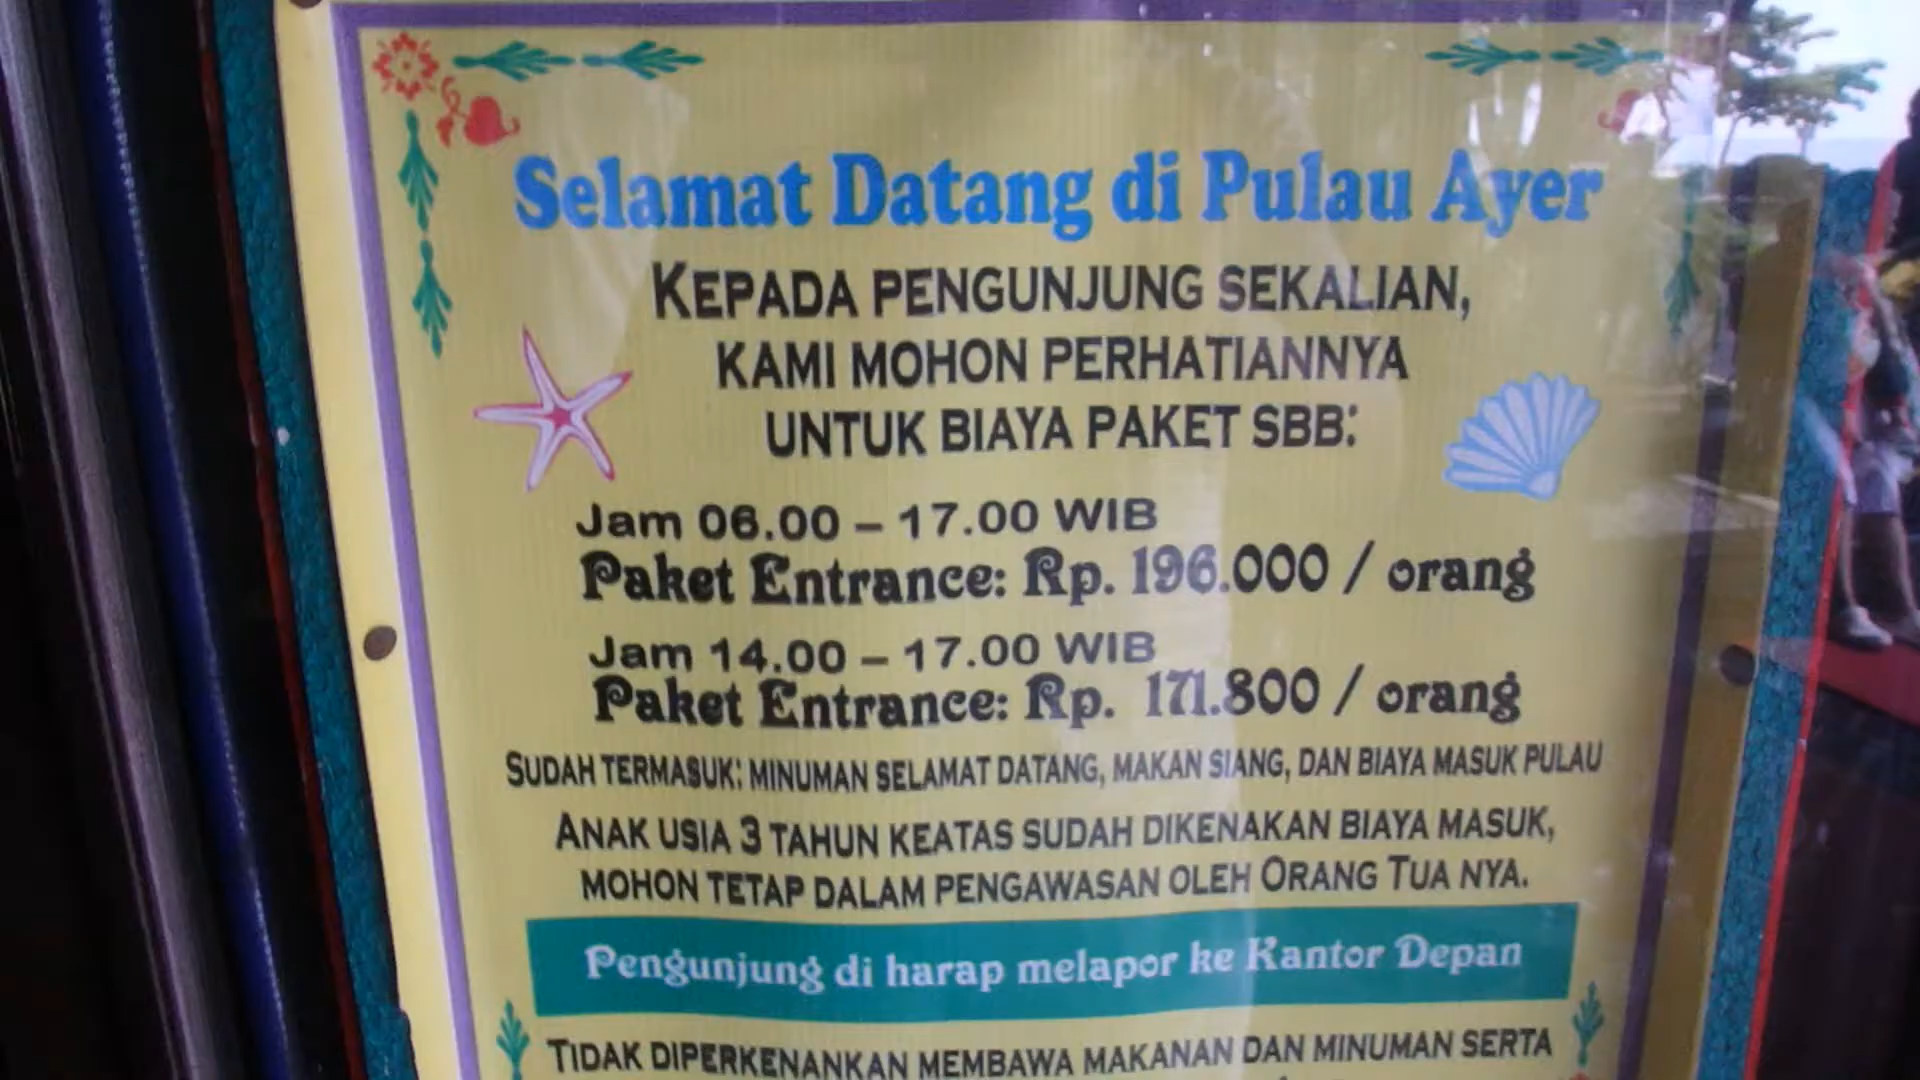 Selamat Datang di Pulau Ayer
KEPADA PENGUNJUNG SEKALIAN,
KAMI MOHON PERHATIANNYA
UNTUK BIAYA PAKET SBB:
Jam 06.00 – 17.00 WIB
Paket Entrance: Rp. 196.000 / orang
Jam 14.00 – 17.00 WIB
Paket Entrance: Rp. 171.800 / orang
SUDAH TERMASUK: MINUMAN SELAMAT DATANG, MAKAN SIANG, DAN BIAYA MASUK PULAU
ANAK USIA 3 TAHUN KEATAS SUDAH DIKENAKAN BIAYA MASUK,
MOHON TETAP DALAM PENGAWASAN OLEH ORANG TUA NYA.
Pengunjung di harap melapor ke Kantor Depan
TIDAK DIPERKENANKAN MEMBAWA MAKANAN DAN MINUMAN SERTA